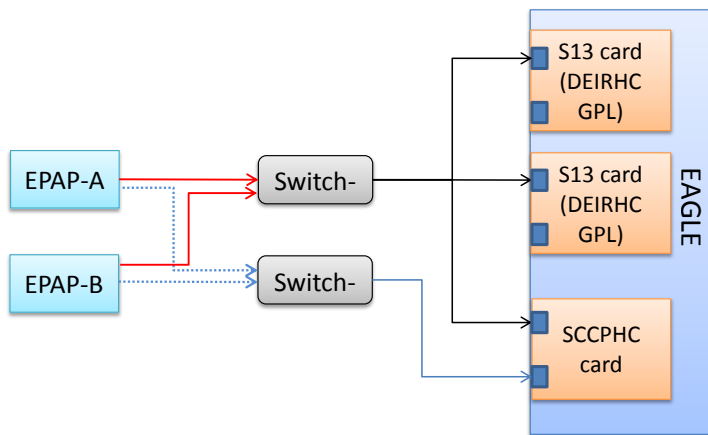 EPAP-A
EPAP-B
Switch-
Switch-
S13 card
(DEIRHC
GPL)
S13 card
(DEIRHC
GPL)
SCCPHC
card
EAGLE